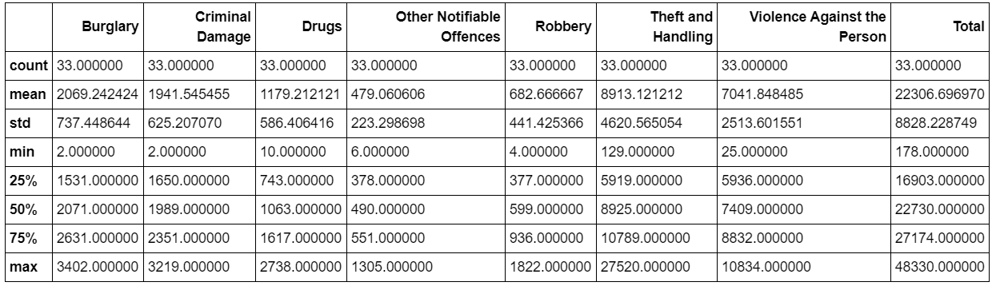 Burglary Criminal Damage Drugs Other Notifiable Offences Robbery Theft and Handling Violence Against the Person Total
count 33.000000 33.000000 33.000000 33.000000 33.000000 33.000000 33.000000 33.000000
mean 2069.242424 1941.545455 1179.212121 479.060606 682.666667 8913.121212 7041.848485 22306.696970
std 737.448644 625.207070 586.406416 223.298698 441.425366 4620.565054 2513.601551 8828.228749
min 2.000000 2.000000 10.000000 6.000000 4.000000 129.000000 25.000000 178.000000
25% 1531.000000 1650.000000 743.000000 378.000000 377.000000 5919.000000 5936.000000 16903.000000
50% 2071.000000 1989.000000 1063.000000 490.000000 599.000000 8925.000000 7409.000000 22730.000000
75% 2631.000000 2351.000000 1617.000000 551.000000 936.000000 10789.000000 8832.000000 27174.000000
max 3402.000000 3219.000000 2738.000000 1305.000000 1822.000000 27520.000000 10834.000000 48330.000000